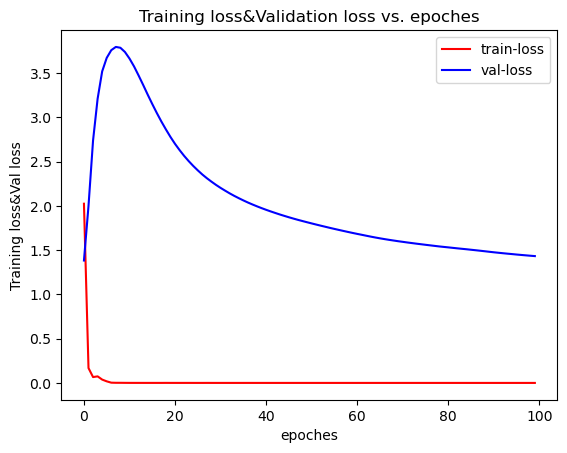 Training loss&Validation loss vs. epoches
train-loss
val-loss
Training loss&Val loss
3.5
3.0
2.5
2.0
1.5
1.0
0.5
0.0
0 20 40 60 80 100
epoches